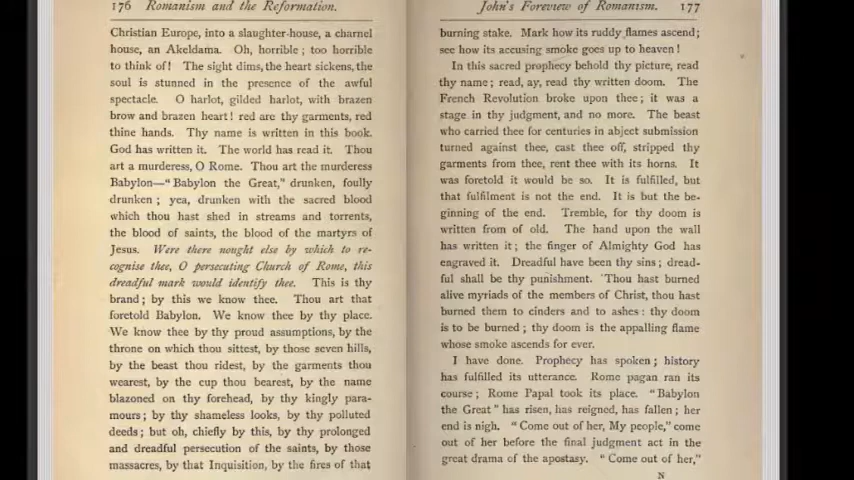 176 Romanism and the Reformation.
Christian Europe, into a slaughter-house, a charnel
house, an Akeldama. Oh, horrible ; too horrible
to think of! The sight dims, the heart sickens, the
soul is stunned in the presence of the awful
spectacle. O harlot, gilded harlot, with brazen
brow and brazen heart! red are thy garments, red
thine hands. Thy name is written in this book.
God has written it. The world has read it. Thou
art a murderess, O Rome. Thou art the murderess
Babylon—“Babylon the Great,” drunken, foully
drunken ; yea, drunken with the sacred blood
which thou hast shed in streams and torrents,
the blood of saints, the blood of the martyrs of
Jesus. Were there nought else by which to re-
cognise thee, O persecuting Church of Rome, this
dreadful mark would identify thee. This is thy
brand ; by this we know thee. Thou art that
foretold Babylon. We know thee by thy place.
We know thee by thy proud assumptions, by the
throne on which thou sittest, by those seven hills,
by the beast thou ridest, by the garments thou
wearest, by the cup thou bearest, by the name
blazoned on thy forehead, by thy kingly para-
mours ; by thy shameless looks, by thy polluted
deeds ; but oh, chiefly by this, by thy prolonged
and dreadful persecution of the saints, by those
massacres, by that Inquisition, by the fires of that
John's Foreview of Romanism. 177
burning stake. Mark how its ruddy flames ascend ;
see how its accusing smoke goes up to heaven !
In this sacred prophecy behold thy picture, read
thy name ; read, ay, read thy written doom. The
French Revolution broke upon thee ; it was a
stage in thy judgment, and no more. The beast
who carried thee for centuries in abject submission
turned against thee, cast thee off, stripped thy
garments from thee, rent thee with its horns. It
was foretold it would be so. It is fulfilled, but
that fulfilment is not the end. It is but the be-
ginning of the end. Tremble, for thy doom is
written from of old. The hand upon the wall
has written it ; the finger of Almighty God has
engraved it. Dreadful have been thy sins ; dread-
ful shall be thy punishment. Thou hast burned
alive myriads of the members of Christ, thou hast
burned them to cinders and to ashes : thy doom
is to be burned ; thy doom is the appalling flame
whose smoke ascends for ever.
I have done. Prophecy has spoken ; history
has fulfilled its utterance. Rome pagan ran its
course ; Rome Papal took its place. “Babylon
the Great” has risen, has reigned, has fallen ; her
end is nigh. “Come out of her, My people,” come
out of her before the final judgment act in the
great drama of the apostasy. “Come out of her,”
N